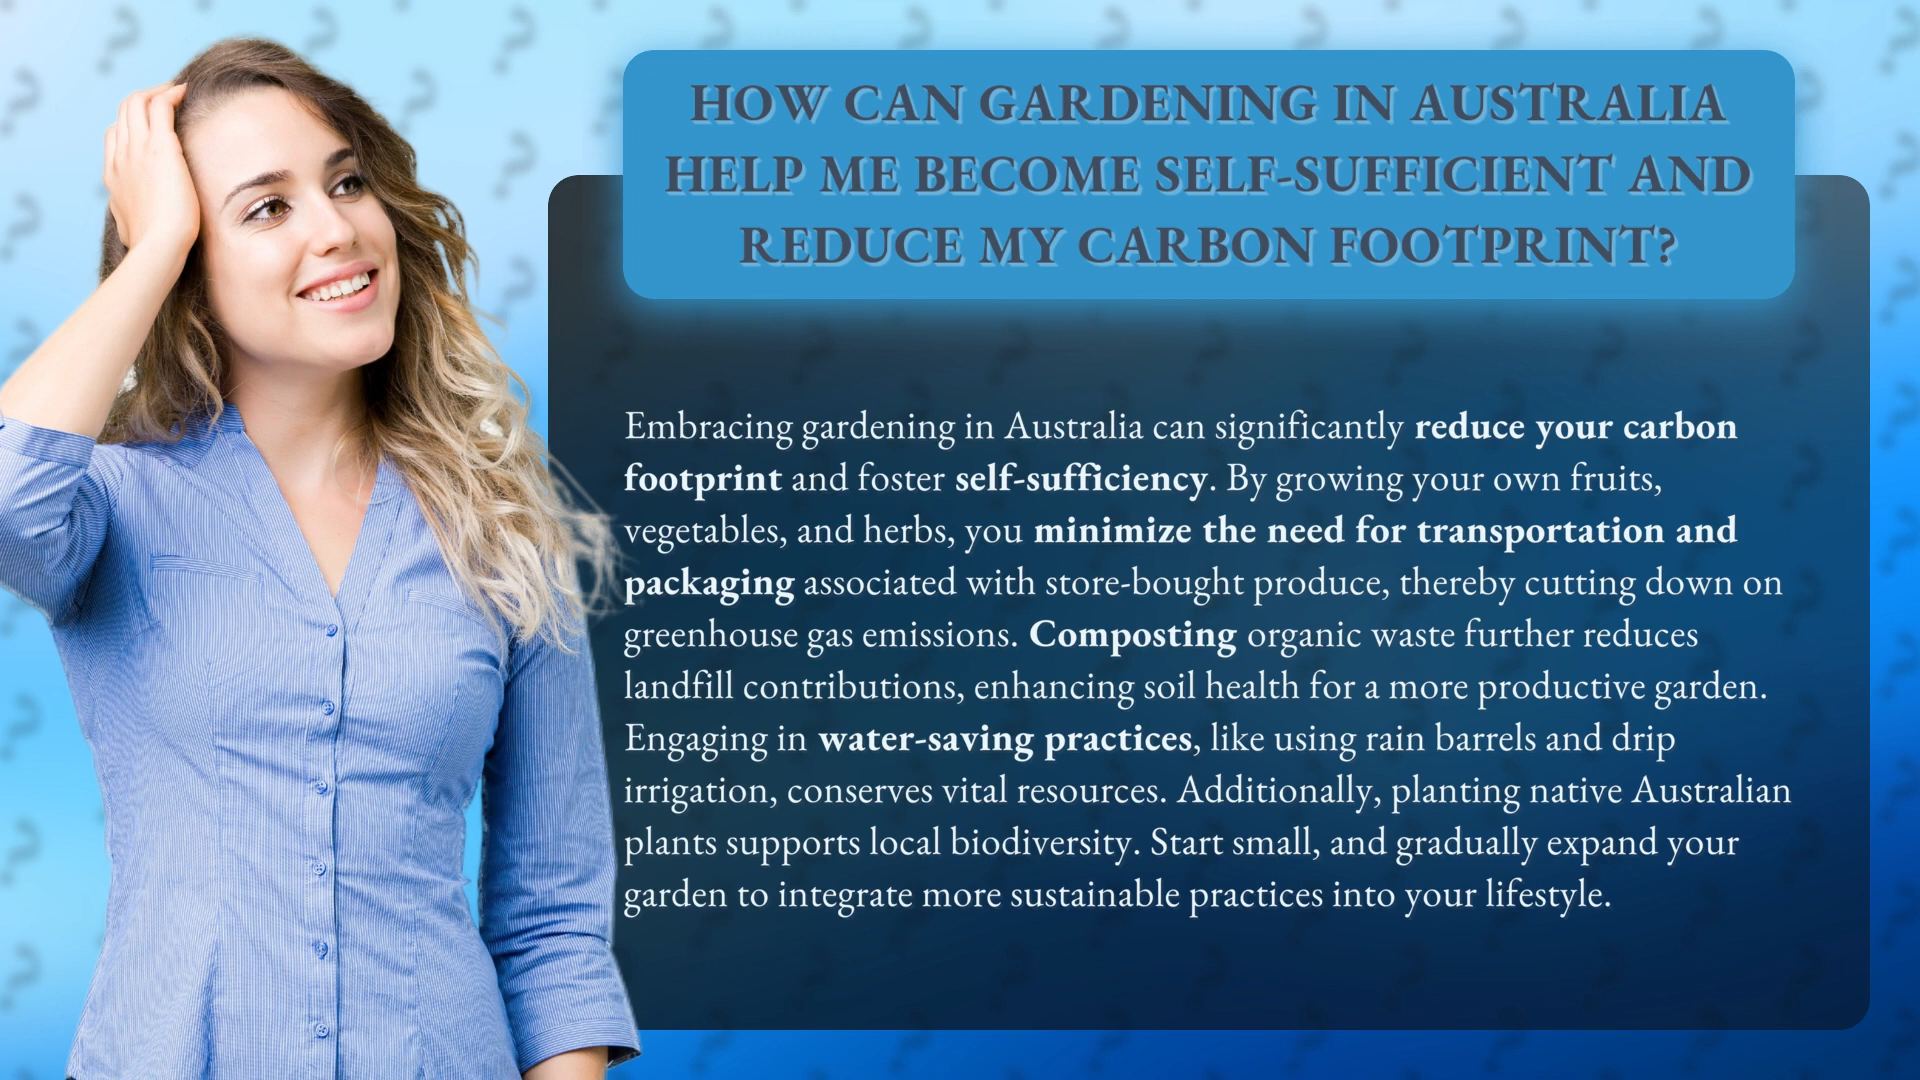 HOW CAN GARDENING IN AUSTRALIA
HELP ME BECOME SELF-SUFFICIENT AND
REDUCE MY CARBON FOOTPRINT?
Embracing gardening in Australia can significantly reduce your carbon
footprint and foster self-sufficiency. By growing your own fruits,
vegetables, and herbs, you minimize the need for transportation and
packaging associated with store-bought produce, thereby cutting down on
greenhouse gas emissions. Composting organic waste further reduces
landfill contributions, enhancing soil health for a more productive garden.
Engaging in water-saving practices, like using rain barrels and drip
irrigation, conserves vital resources. Additionally, planting native Australian
plants supports local biodiversity. Start small, and gradually expand your
garden to integrate more sustainable practices into your lifestyle.